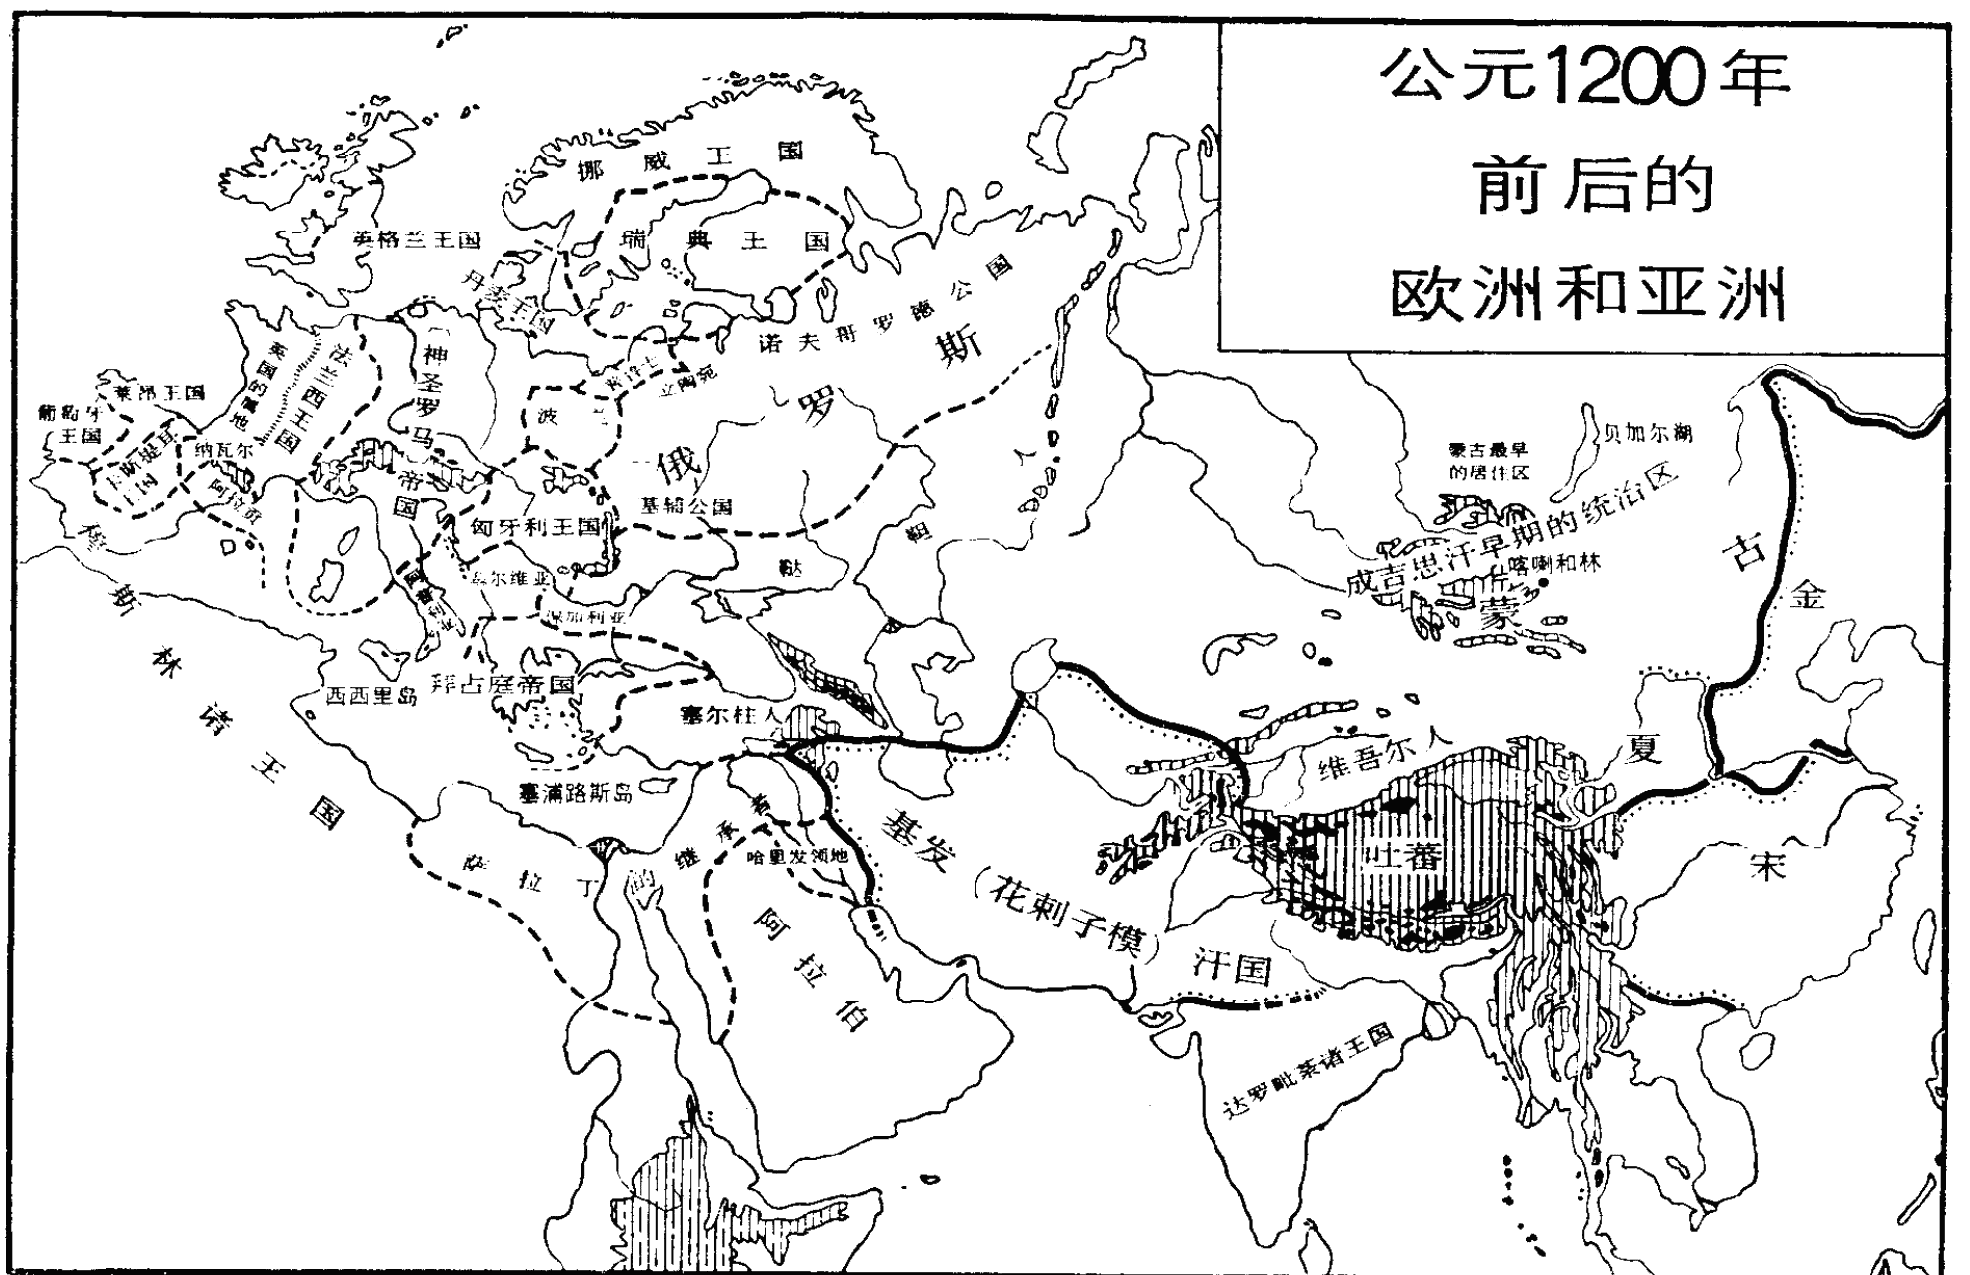 公元1200年
前后的
欧洲和亚洲
挪威王国
英格兰王国
瑞典王国
丹麦王国
诺夫哥罗德公国
俄罗斯
英国的属地
法兰西王国
(神圣罗马帝国
莱昂王国
葡萄牙
王国
纳瓦尔
阿拉贡
波兰
立陶宛
基辅公国
匈牙利王国
保加利亚
鞑靼人
贝加尔湖
蒙古最早
的居住区
成吉思汗早期的统治区
喀喇和林
蒙古
金
穆斯林诸王国
西西里岛
拜占庭帝国
塞尔柱人
塞浦路斯岛
萨拉丁的继承者
哈里发领地
阿拉伯
基发(花剌子模)汗国
维吾尔人
夏
吐蕃
宋
达罗毗荼诸王国